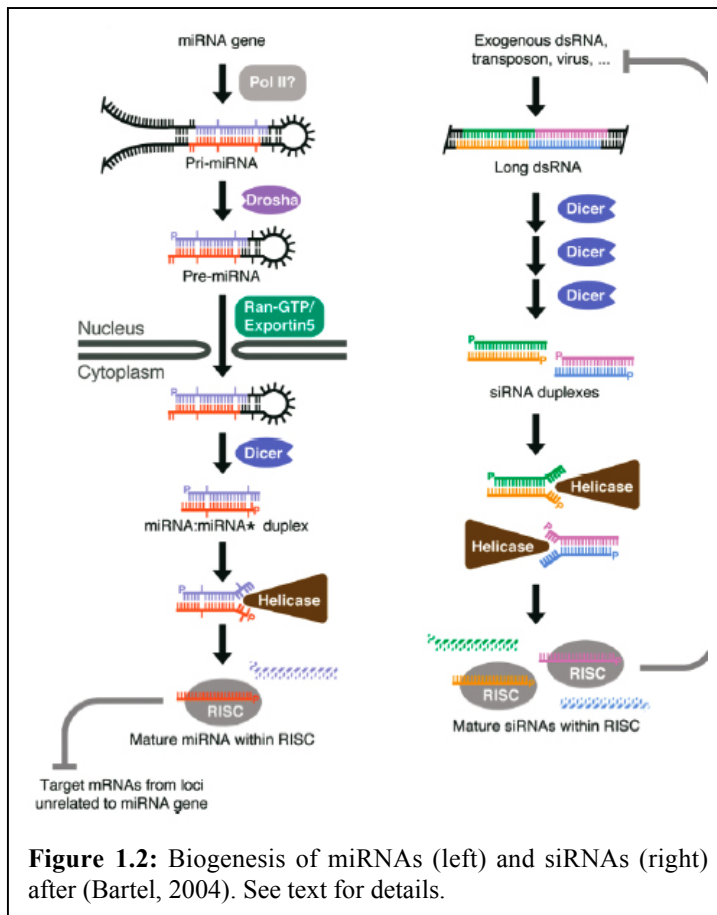 miRNA gene
Pol II?
Pri-miRNA
Drosha
P
Pre-miRNA
Ran-GTP/
Exportin5
Nucleus
Cytoplasm
P
Dicer
P
P
miRNA:miRNA* duplex
P
P
Helicase
P
P
RISC
Mature miRNA within RISC
Target mRNAs from loci
unrelated to miRNA gene
Exogenous dsRNA,
transposon, virus, ...
Long dsRNA
Dicer
Dicer
Dicer
P
P
P
P
siRNA duplexes
P
P
Helicase
Helicase
P
P
P
RISC
RISC
Mature siRNAs within RISC
Figure 1.2: Biogenesis of miRNAs (left) and siRNAs (right)
after (Bartel, 2004). See text for details.